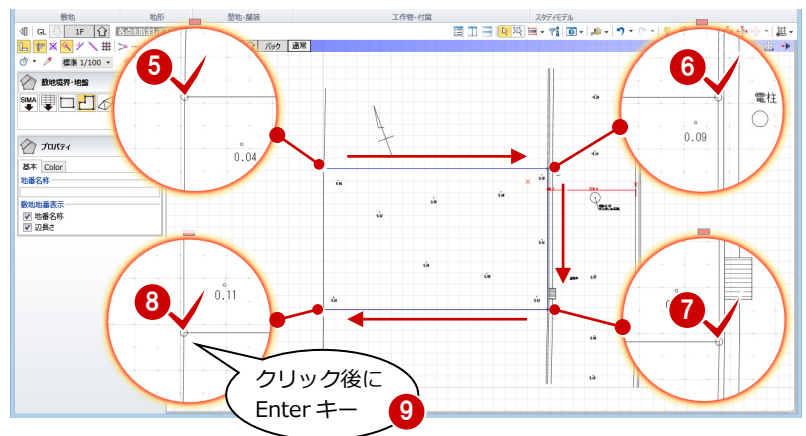 敷地 地形 整地・舗装 工作物・付属 スタディモデル
GL 1F
バック 通常
標準 1/100
敷地境界・地盤
SIMA
プロパティ
基本 Color
地番名称
敷地地番表示
地番名称
辺長さ
5
0.04
6
0.09
電柱
8
0.11
7
クリック後に
Enter キー
9